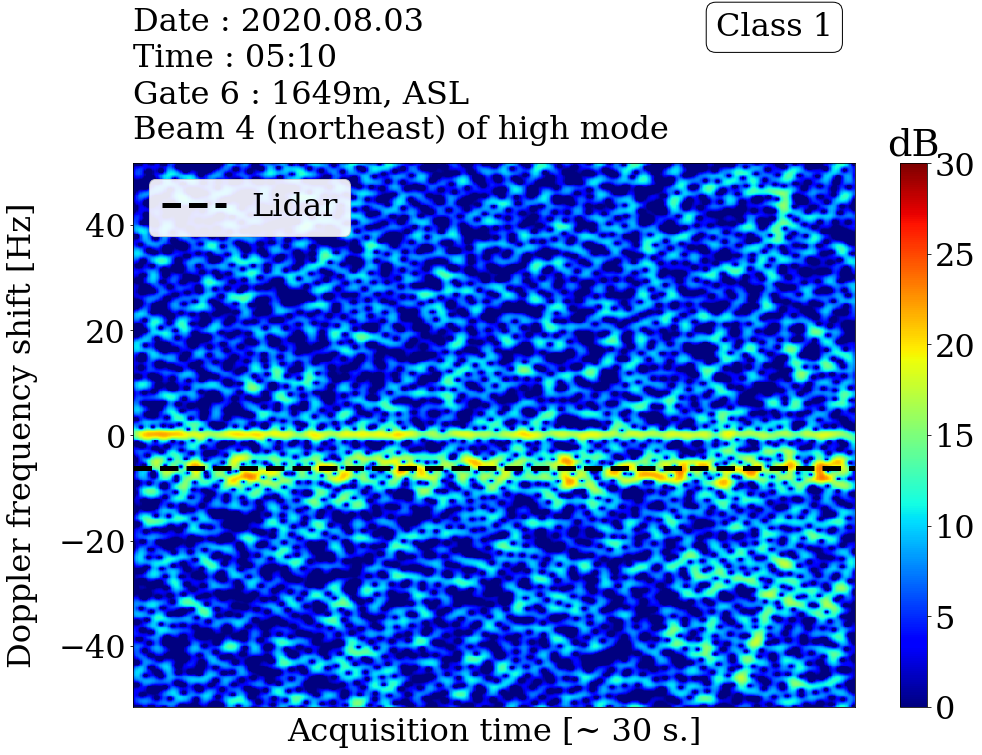 Date : 2020.08.03
Time : 05:10
Gate 6 : 1649m, ASL
Beam 4 (northeast) of high mode
Class 1
dB
Lidar
Doppler frequency shift [Hz]
40
20
0
−20
−40
Acquisition time [~ 30 s.]
30
25
20
15
10
5
0